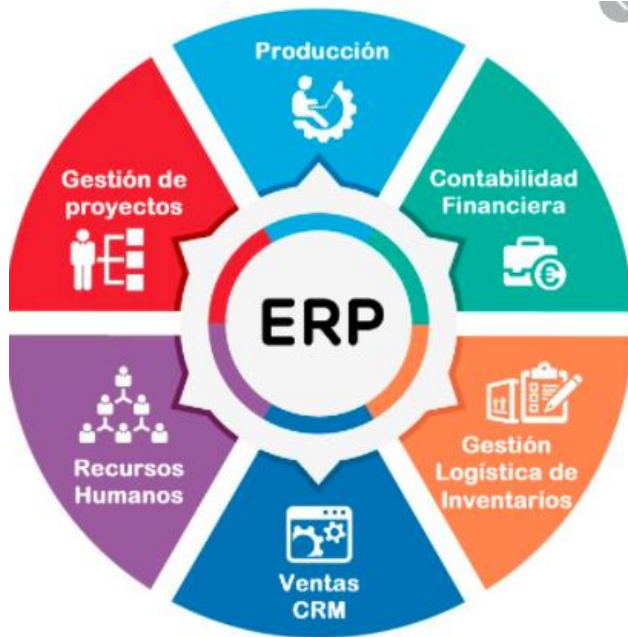 Producción
Contabilidad
Financiera
€
Gestión
Logística de
Inventarios
Ventas
CRM
Recursos
Humanos
Gestión de
proyectos
ERP